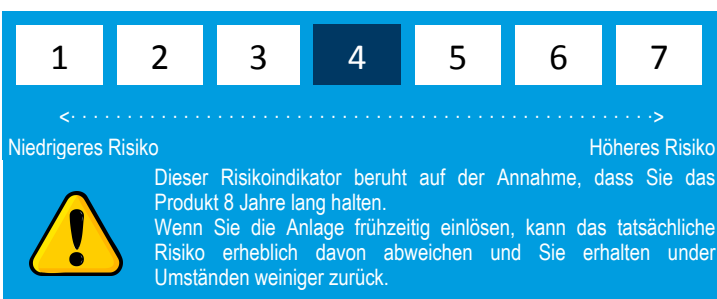 1 2 3 4 5 6 7
<· · · · · · · · · · · · · · · · · · · · · · · · · · · · · · · · · · · · · · · · · · · · · · · · · · · ·>
Niedrigeres Risiko Höheres Risiko
Dieser Risikoindikator beruht auf der Annahme, dass Sie das
Produkt 8 Jahre lang halten.
Wenn Sie die Anlage frühzeitig einlösen, kann das tatsächliche
Risiko erheblich davon abweichen und Sie erhalten under
Umständen weiniger zurück.
!